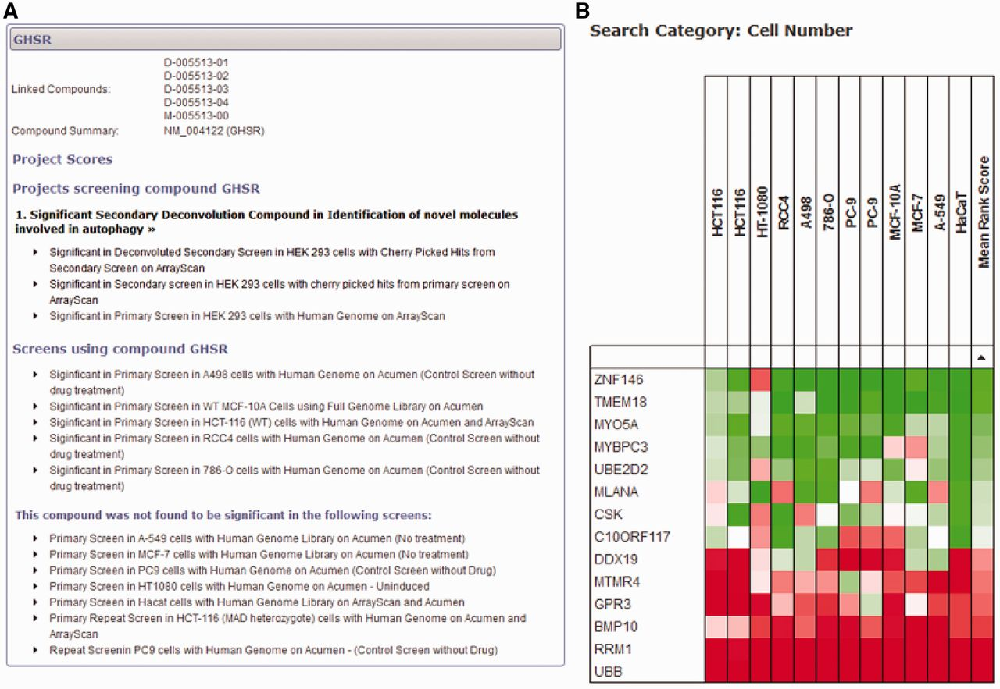 A
GHSR
Linked Compounds:
D-005513-01
D-005513-02
D-005513-03
D-005513-04
M-005513-00
Compound Summary: NM_004122 (GHSR)
Project Scores
Projects screening compound GHSR
1. Significant Secondary Deconvolution Compound in Identification of novel molecules
involved in autophagy »
Significant in Deconvoluted Secondary Screen in HEK 293 cells with Cherry Picked Hits from
Secondary Screen on ArrayScan
Significant in Secondary screen in HEK 293 cells with cherry picked hits from primary screen on
ArrayScan
Significant in Primary Screen in HEK 293 cells with Human Genome on ArrayScan
Screens using compound GHSR
Siginficant in Primary Screen in A498 cells with Human Genome on Acumen (Control Screen without
drug treatment)
Siginficant in Primary Screen in WT MCF-10A Cells using Full Genome Library on Acumen
Siginficant in Primary Screen in HCT-116 (WT) cells with Human Genome on Acumen and ArrayScan
Siginficant in Primary Screen in RCC4 cells with Human Genome on Acumen (Control Screen without
drug treatment)
Siginficant in Primary Screen in 786-O cells with Human Genome on Acumen (Control Screen without
drug treatment)
This compound was not found to be significant in the following screens:
Primary Screen in A-549 cells with Human Genome Library on Acumen (No treatment)
Primary Screen in MCF-7 cells with Human Genome Library on Acumen (No treatment)
Primary Screen in PC9 cells with Human Genome on Acumen (Control Screen without Drug)
Primary Screen in HT1080 cells with Human Genome on Acumen - Uninduced
Primary Screen in Hacat cells with Human Genome Library on ArrayScan and Acumen
Primary Repeat Screen in HCT-116 (MAD heterozygote) cells with Human Genome on Acumen and
ArrayScan
Repeat Screenin PC9 cells with Human Genome on Acumen - (Control Screen without Drug)
B
Search Category: Cell Number
HCT116
HCT116
HT-1080
RCC4
A498
786-O
PC-9
PC-9
MCF-10A
MCF-7
A-549
HaCaT
Mean Rank Score
ZNF146
TMEM18
MYO5A
MYBPC3
UBE2D2
MLANA
CSK
C10ORF117
DDX19
MTMR4
GPR3
BMP10
RRM1
UBB